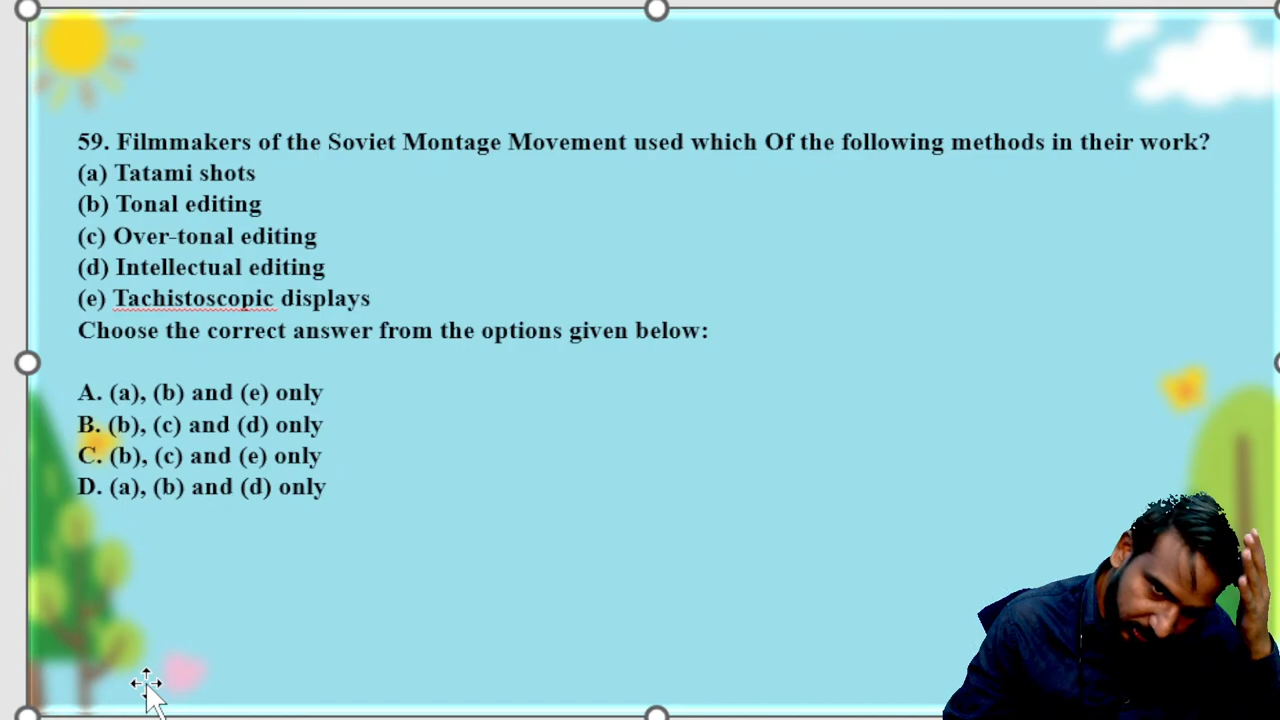 59. Filmmakers of the Soviet Montage Movement used which Of the following methods in their work?
(a) Tatami shots
(b) Tonal editing
(c) Over-tonal editing
(d) Intellectual editing
(e) Tachistoscopic displays
Choose the correct answer from the options given below:
A. (a), (b) and (e) only
B. (b), (c) and (d) only
C. (b), (c) and (e) only
D. (a), (b) and (d) only